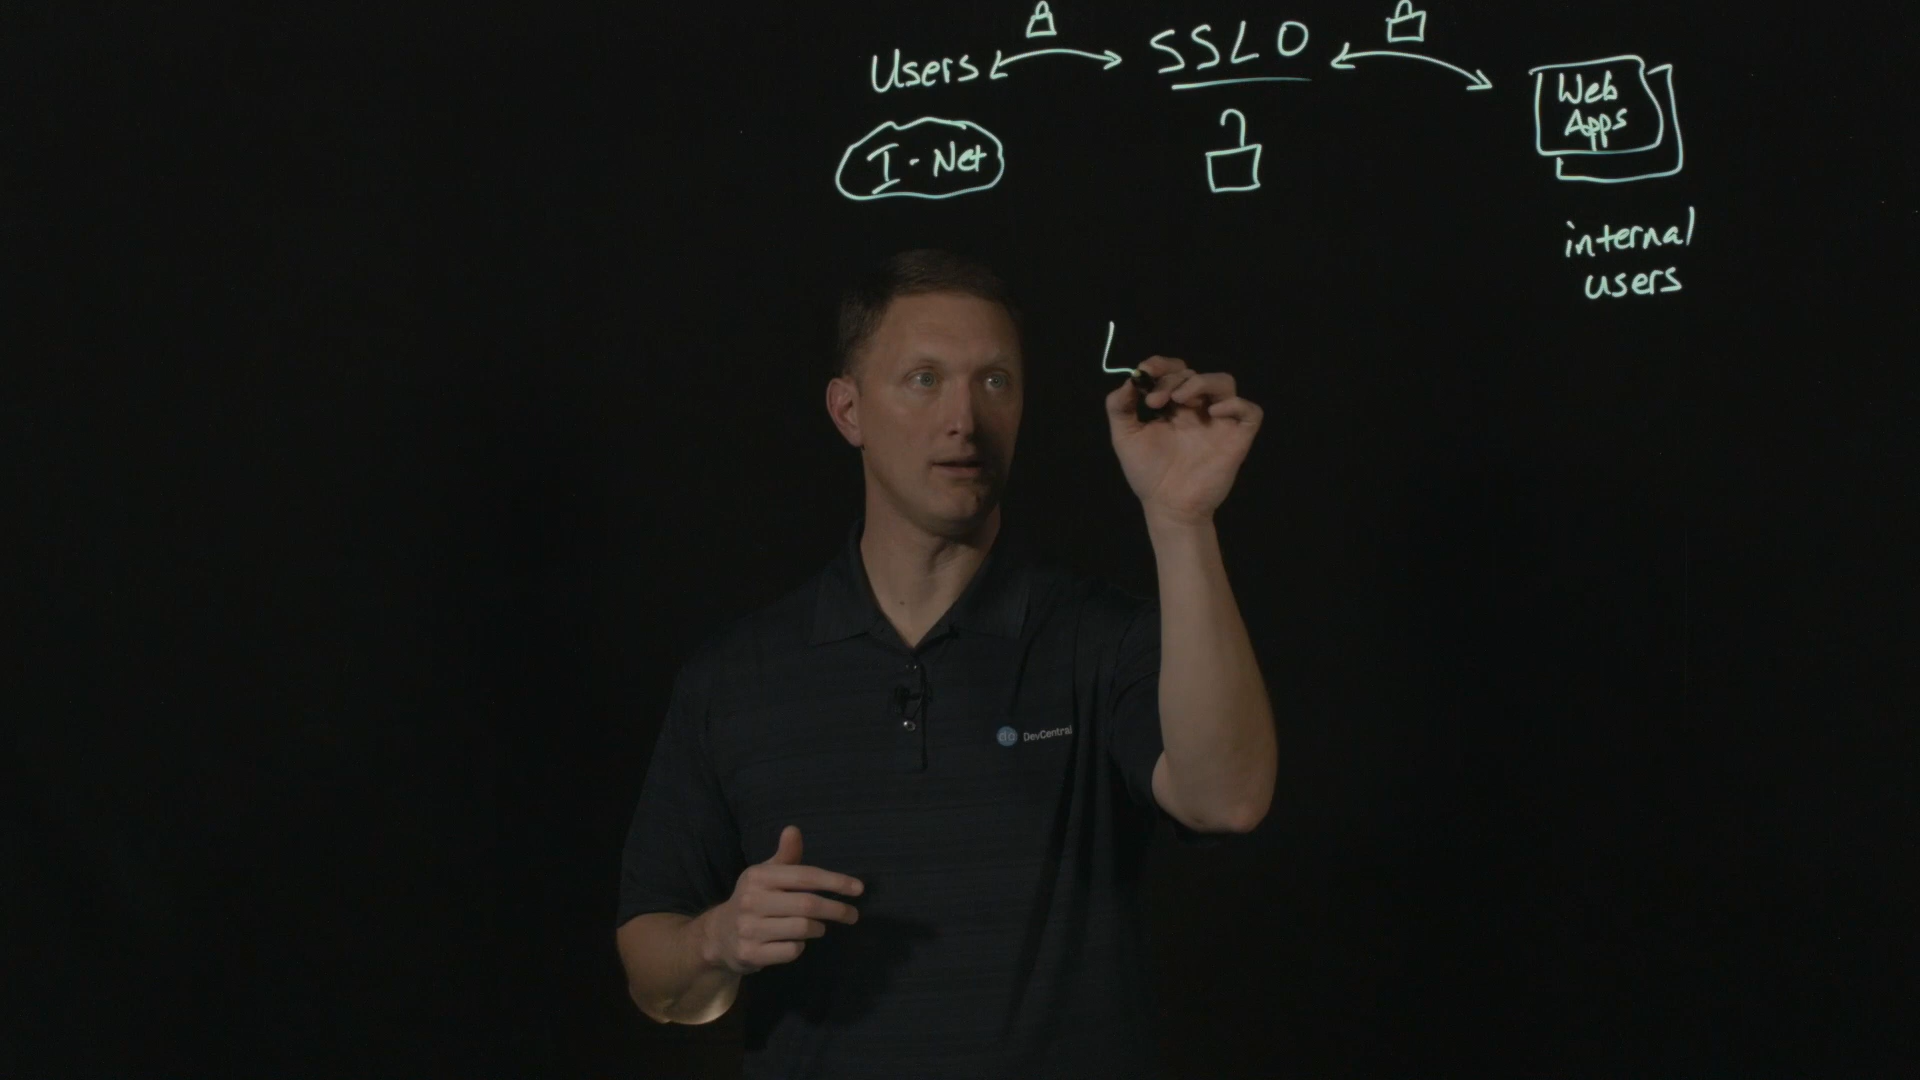 Users
SSLO
Web
Apps
I-Net
internal
users
L
DevCentral